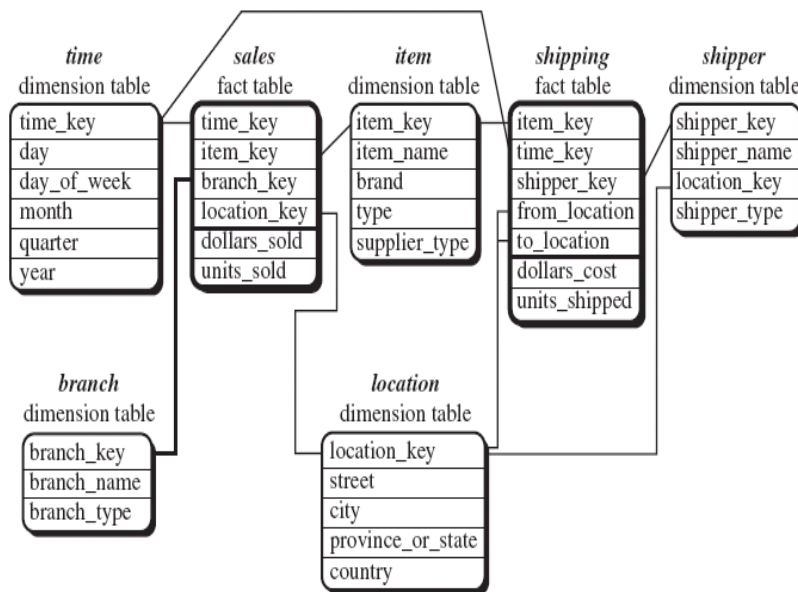 time
dimension table
time_key
day
day_of_week
month
quarter
year
sales
fact table
time_key
item_key
branch_key
location_key
dollars_sold
units_sold
item
dimension table
item_key
item_name
brand
type
supplier_type
shipping
fact table
item_key
time_key
shipper_key
from_location
to_location
dollars_cost
units_shipped
shipper
dimension table
shipper_key
shipper_name
location_key
shipper_type
branch
dimension table
branch_key
branch_name
branch_type
location
dimension table
location_key
street
city
province_or_state
country